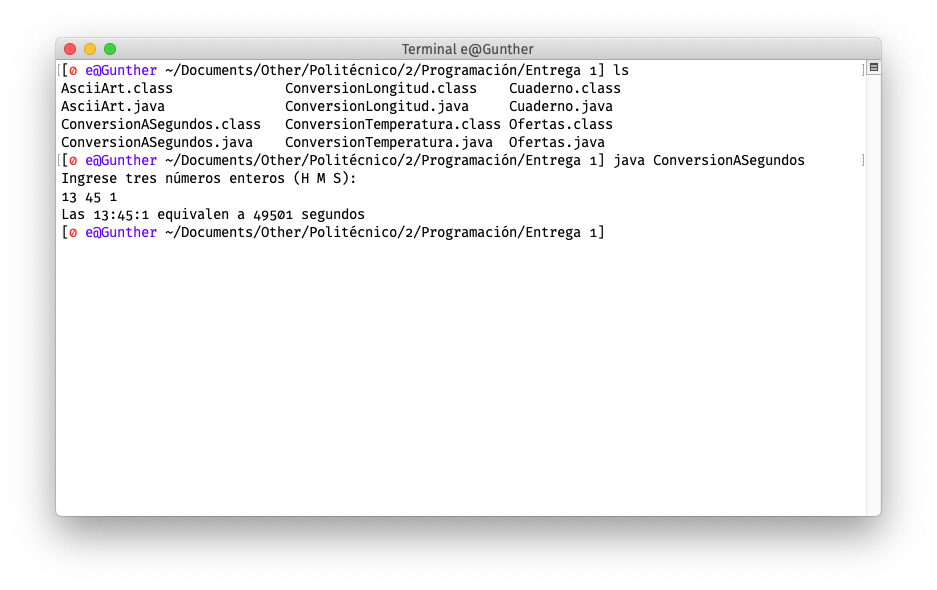 Terminal e@Gunther
[0 e@Gunther ~/Documents/Other/Politécnico/2/Programación/Entrega 1] ls
AsciiArt.class ConversionLongitud.class Cuaderno.class
AsciiArt.java ConversionLongitud.java Cuaderno.java
ConversionASegundos.class ConversionTemperatura.class Ofertas.class
ConversionASegundos.java ConversionTemperatura.java Ofertas.java
[0 e@Gunther ~/Documents/Other/Politécnico/2/Programación/Entrega 1] java ConversionASegundos
Ingrese tres números enteros (H M S):
13 45 1
Las 13:45:1 equivalen a 49501 segundos
[0 e@Gunther ~/Documents/Other/Politécnico/2/Programación/Entrega 1]